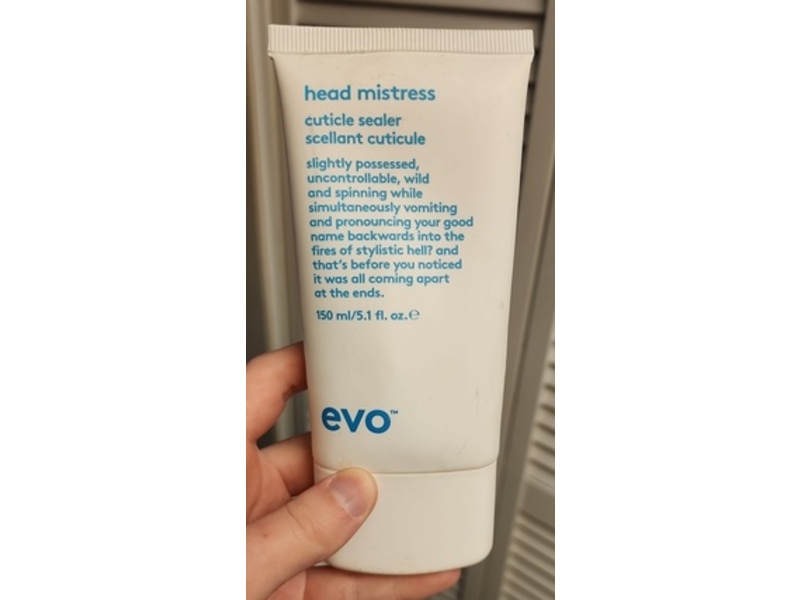 head mistress
cuticle sealer
scellant cuticule
slightly possessed,
uncontrollable, wild
and spinning while
simultaneously vomiting
and pronouncing your good
name backwards into the
fires of stylistic hell? and
that's before you noticed
it was all coming apart
at the ends.
150 ml/5.1 fl. oz.℮
evo™